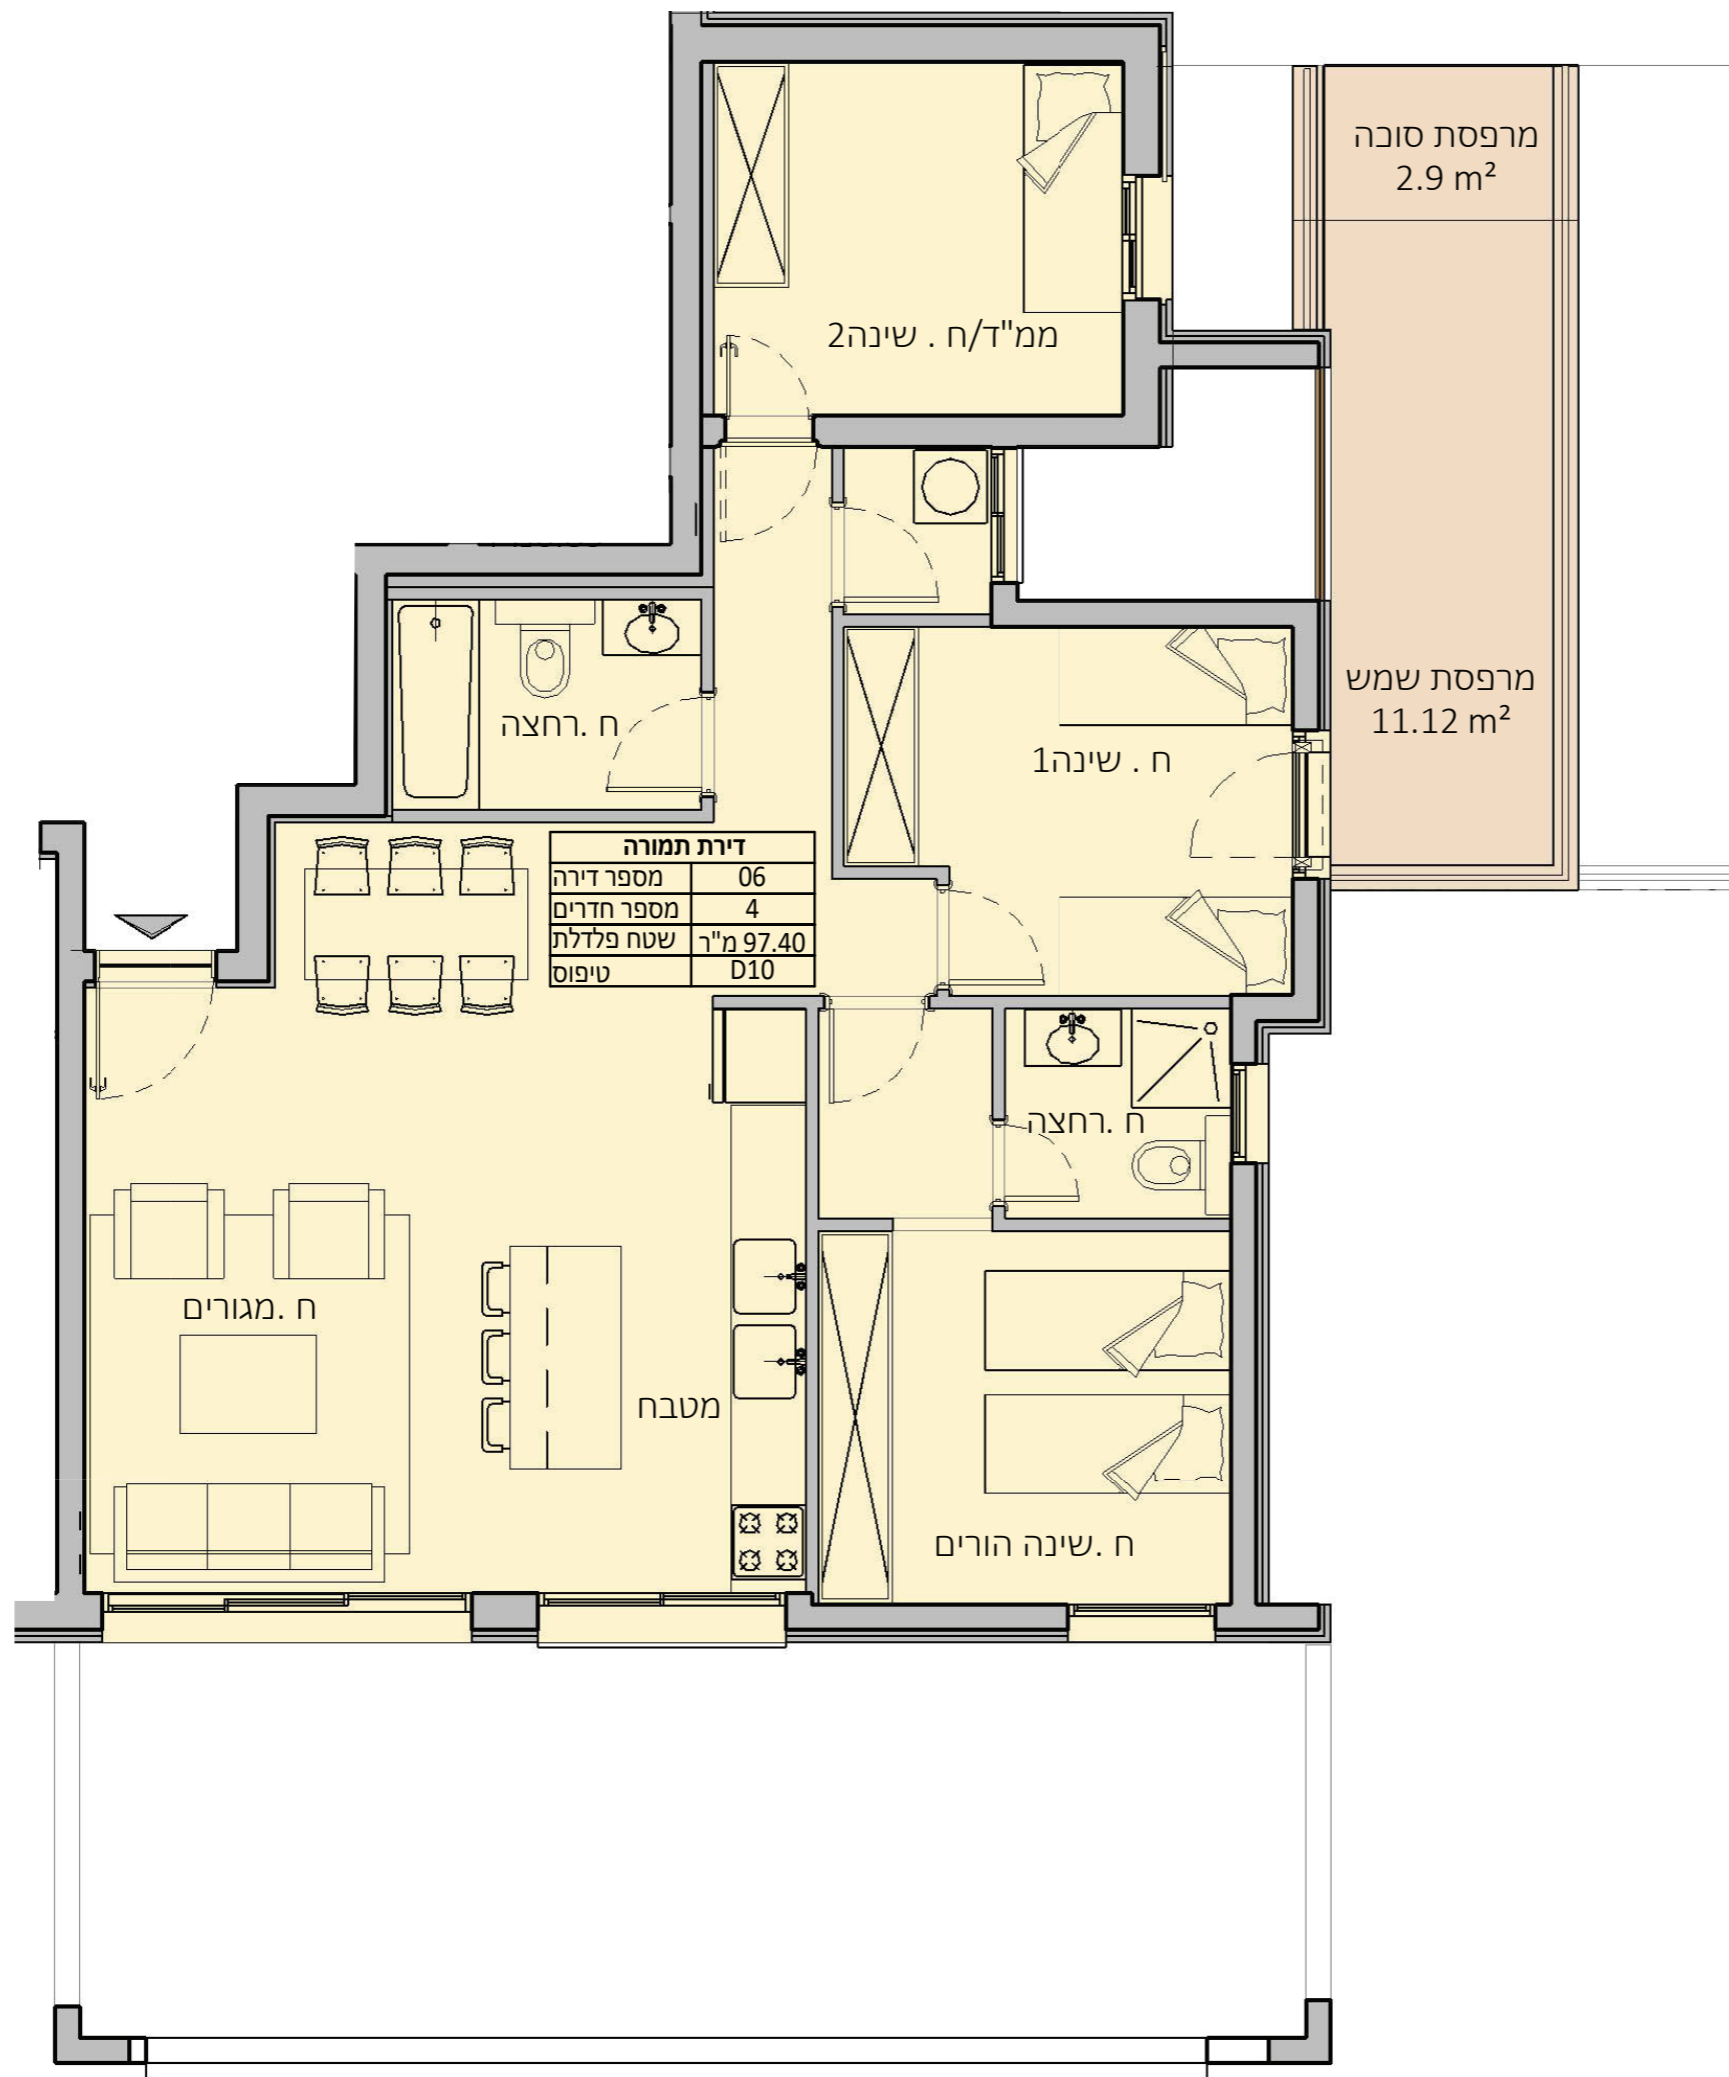 מרפסת סוכה
2.9 m²
ממ"ד/ח . שינה2
מרפסת שמש
11.12 m²
ח .רחצה
ח . שינה1
דירת תמורה
מספר דירה 06
מספר חדרים 4
שטח פלדלת 97.40 מ"ר
טיפוס D10
ח .רחצה
ח .מגורים
מטבח
ח .שינה הורים